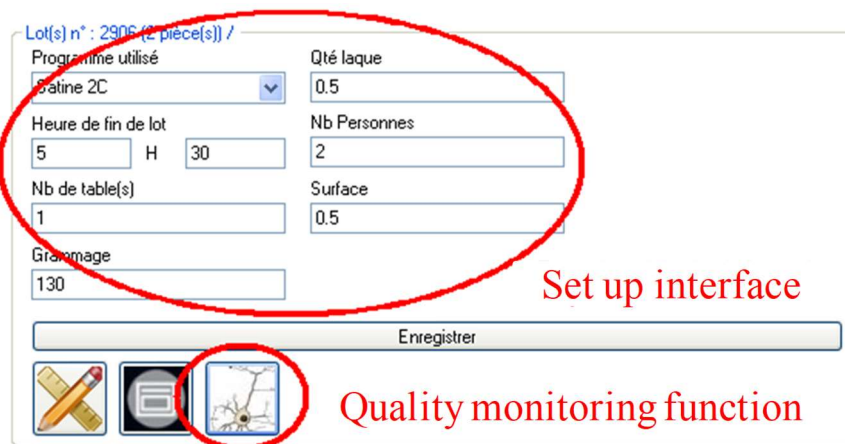 Lot(s) n° : 2906 (2 pièce(s)) /
Programme utilisé
Satine 2C
Qté laque
0.5
Heure de fin de lot
5 H 30
Nb Personnes
2
Nb de table(s)
1
Surface
0.5
Grammage
130
Set up interface
Enregistrer
Quality monitoring function